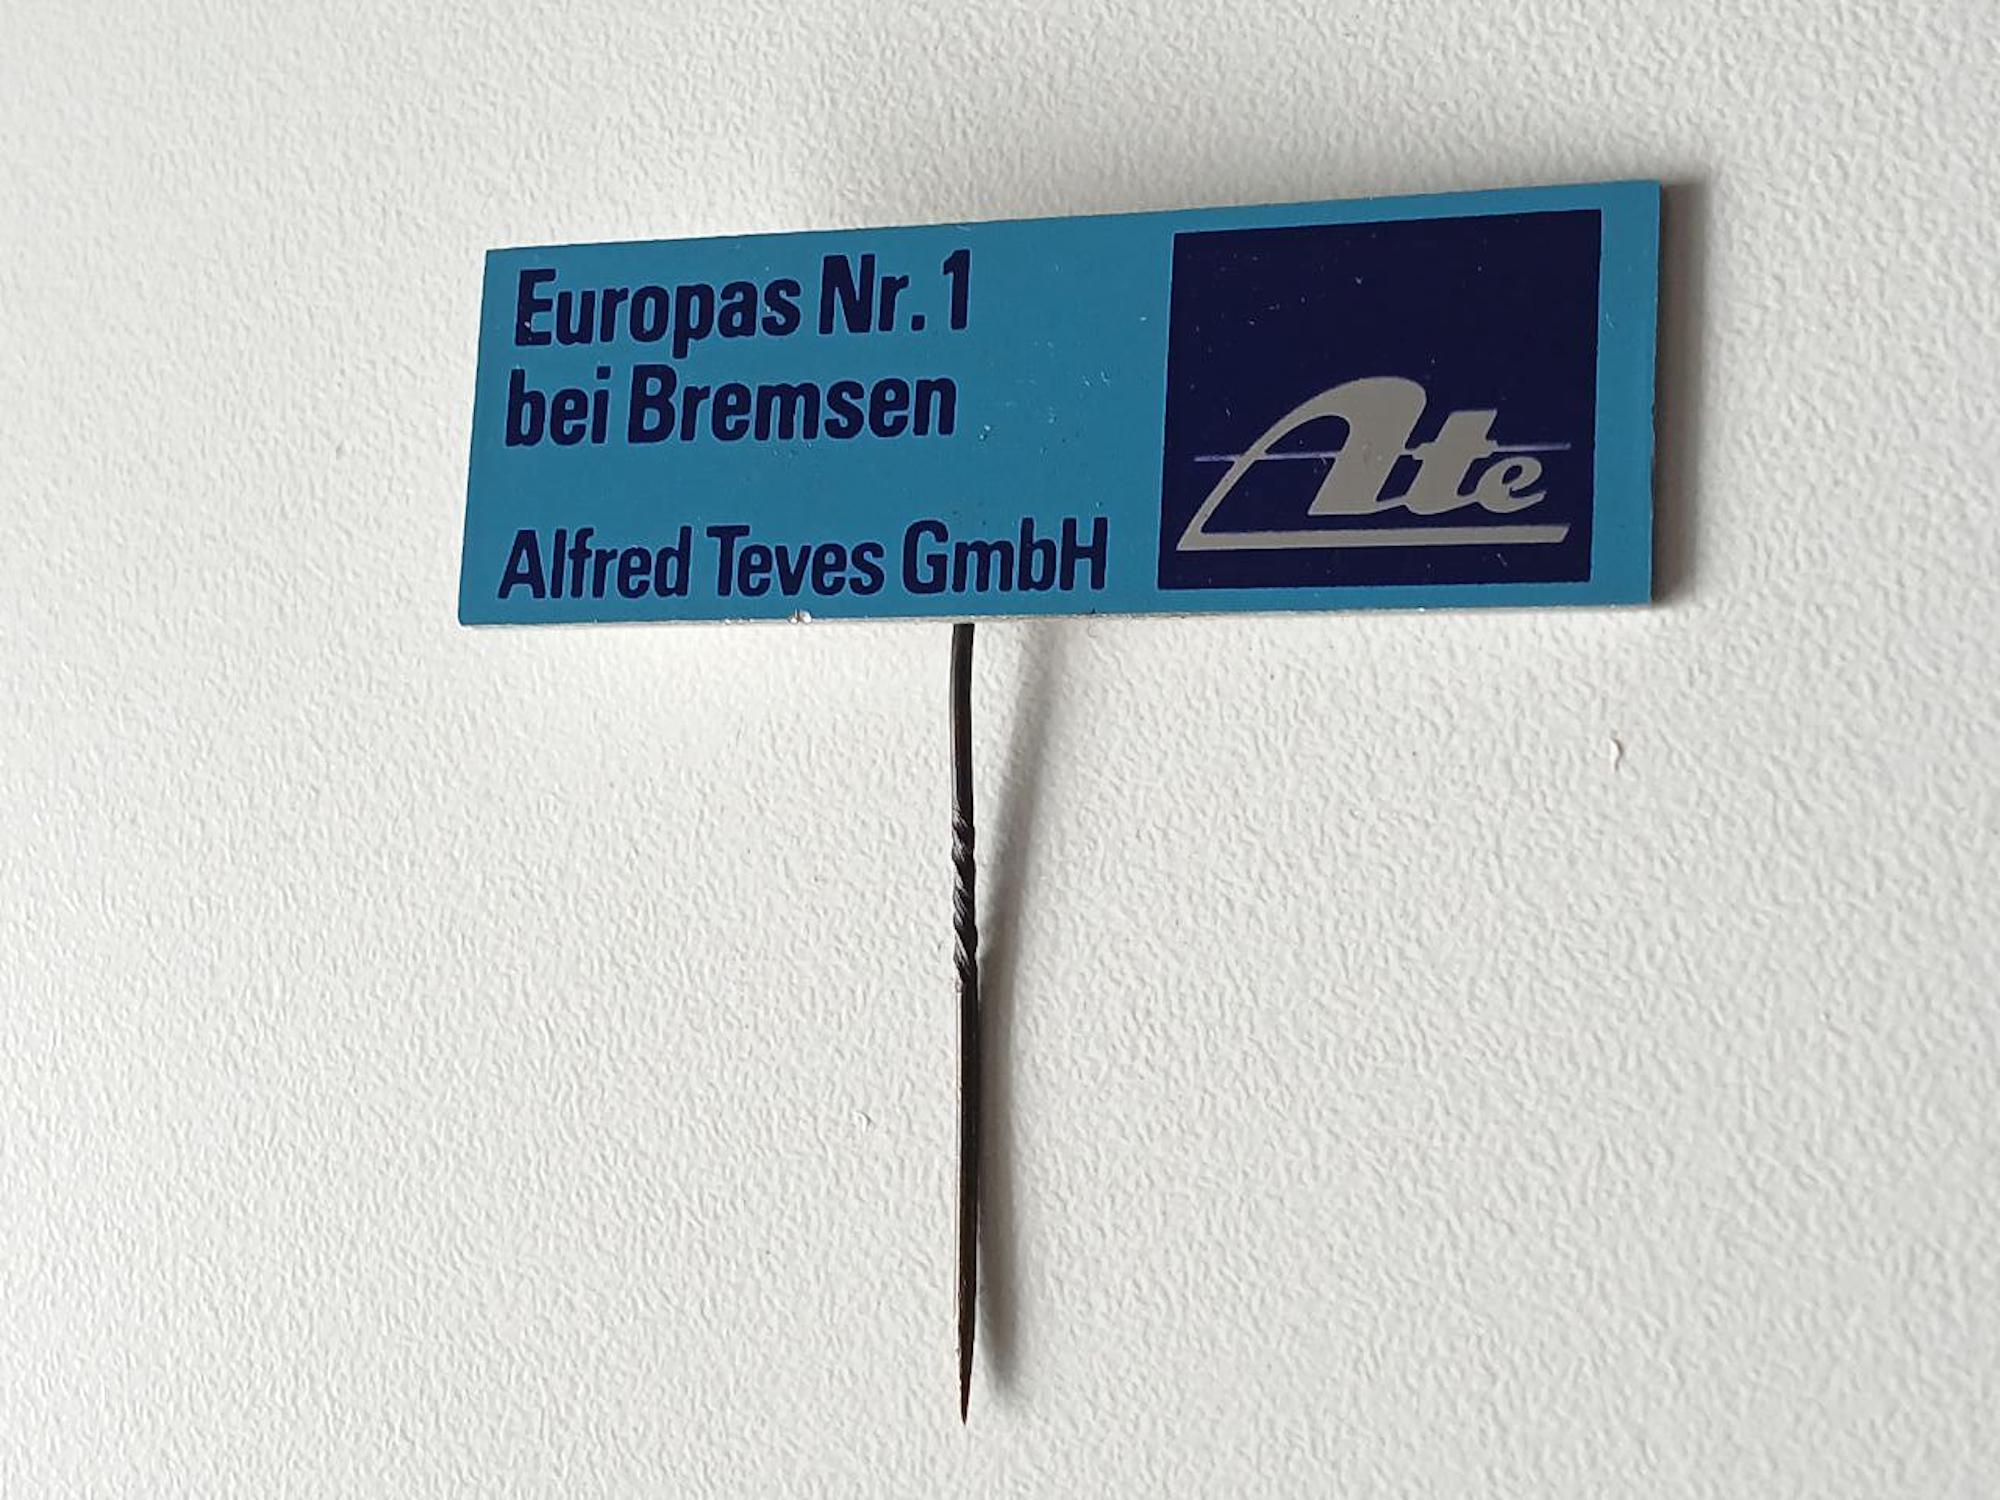 Europas Nr. 1
bei Bremsen
Alfred Teves GmbH
Ate